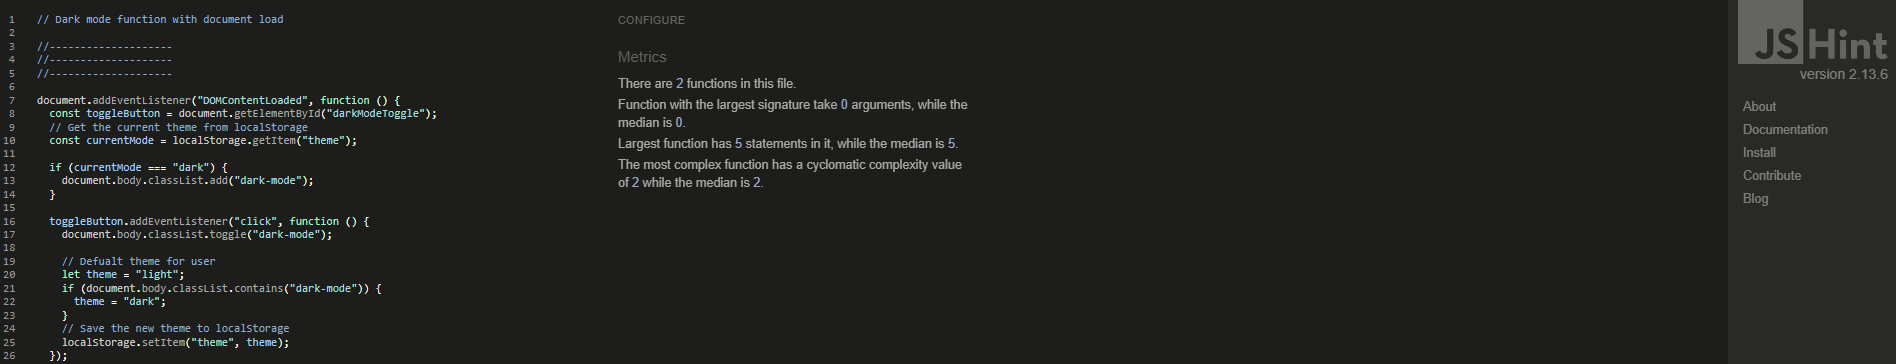 1 // Dark mode function with document load
2
3 //--------------------
4 //--------------------
5 //--------------------
6
7 document.addEventListener("DOMContentLoaded", function () {
8 const toggleButton = document.getElementById("darkModeToggle");
9 // Get the current theme from localStorage
10 const currentMode = localStorage.getItem("theme");
11
12 if (currentMode === "dark") {
13 document.body.classList.add("dark-mode");
14 }
15
16 toggleButton.addEventListener("click", function () {
17 document.body.classList.toggle("dark-mode");
18
19 // Defualt theme for user
20 let theme = "light";
21 if (document.body.classList.contains("dark-mode")) {
22 theme = "dark";
23 }
24 // Save the new theme to localStorage
25 localStorage.setItem("theme", theme);
26 });
CONFIGURE
Metrics
There are 2 functions in this file.
Function with the largest signature take 0 arguments, while the
median is 0.
Largest function has 5 statements in it, while the median is 5.
The most complex function has a cyclomatic complexity value
of 2 while the median is 2.
JSHint
version 2.13.6
About
Documentation
Install
Contribute
Blog